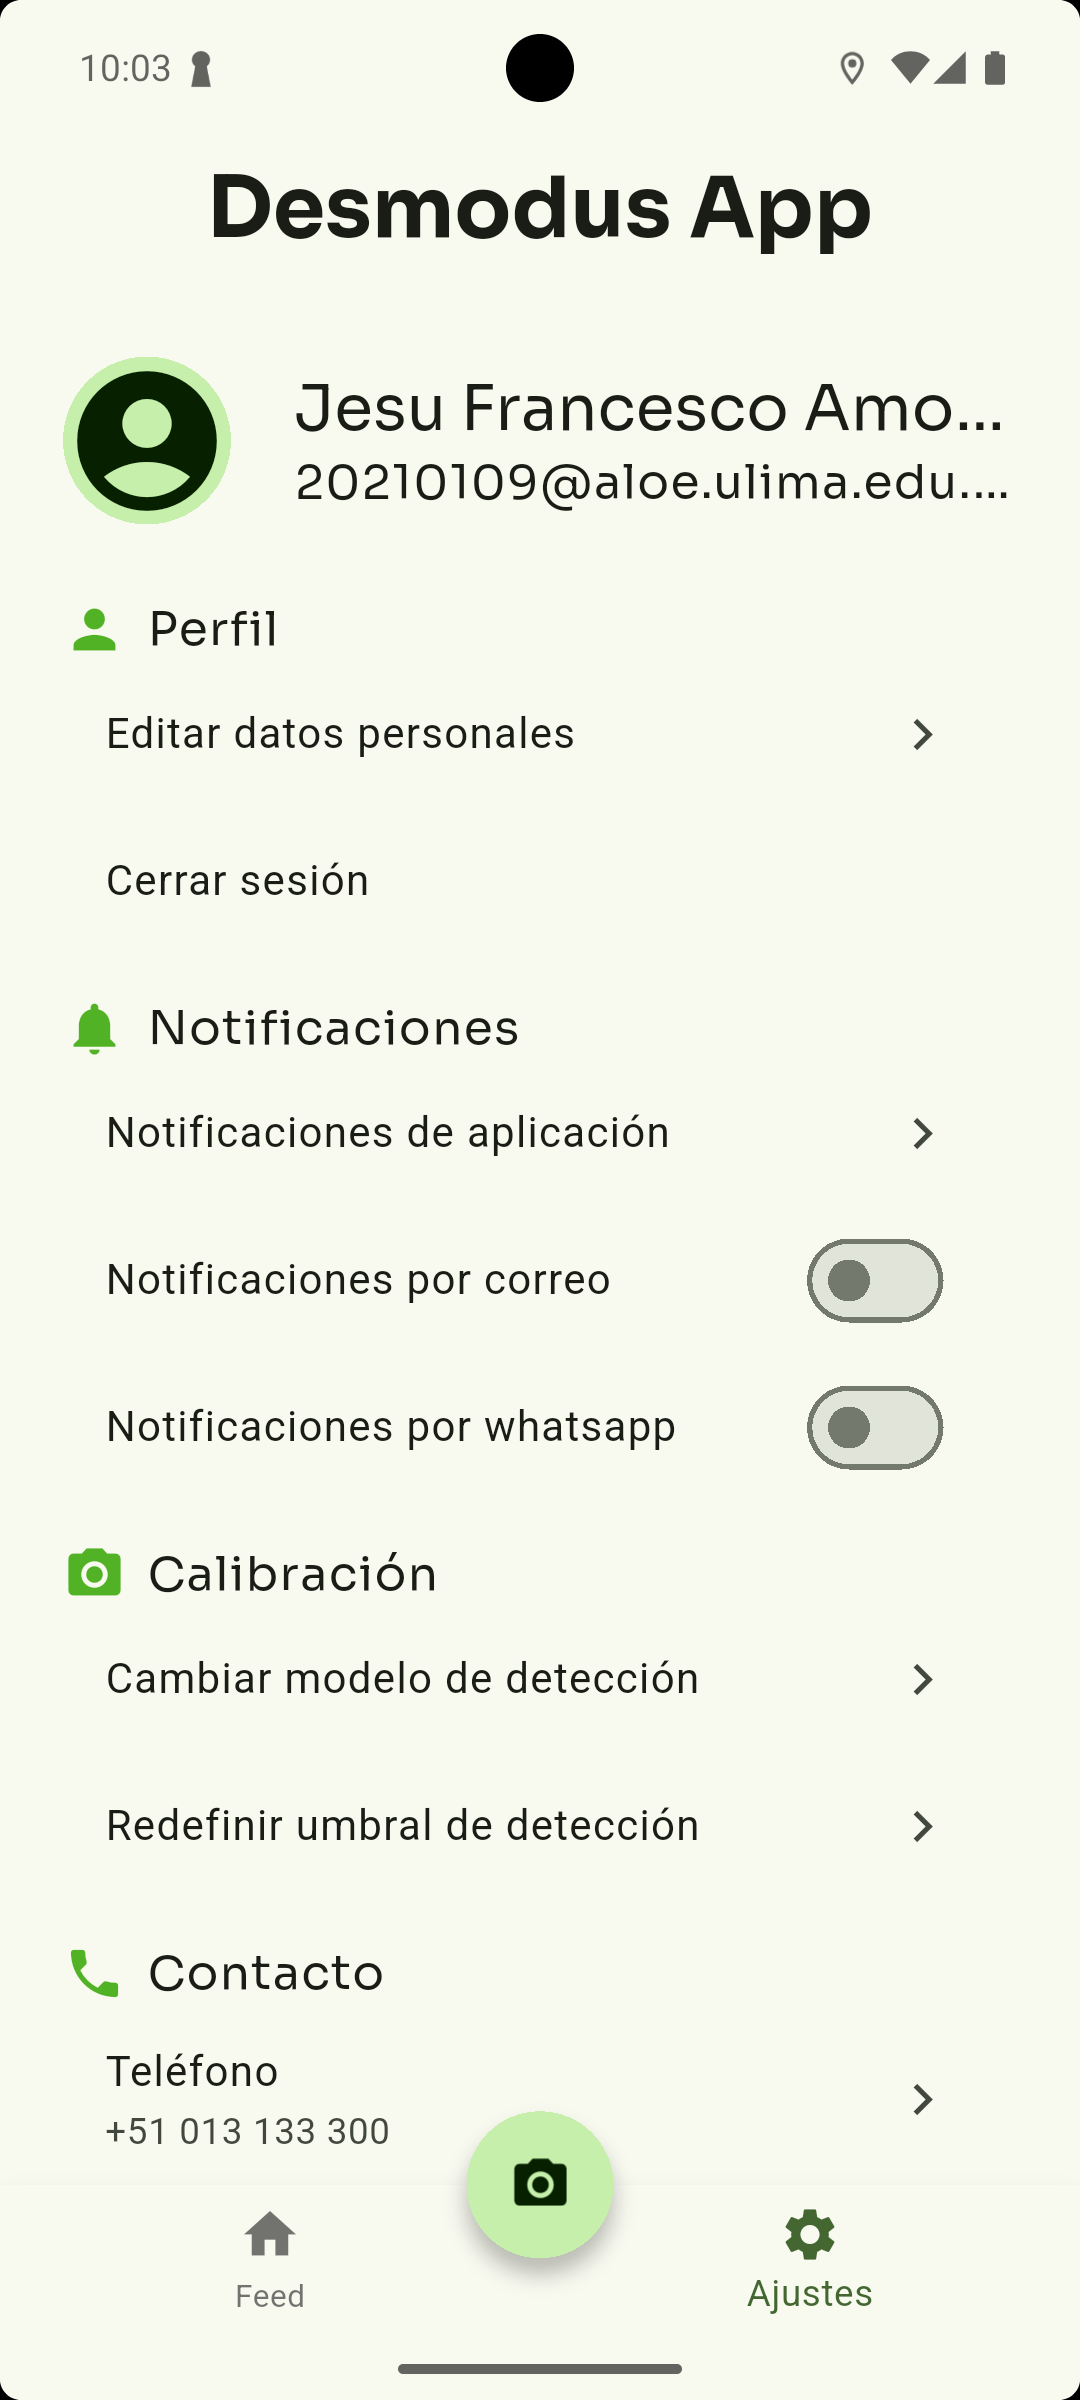 10:03
Desmodus App
Jesu Francesco Amo...
20210109@aloe.ulima.edu....
Perfil
Editar datos personales
Cerrar sesión
Notificaciones
Notificaciones de aplicación
Notificaciones por correo
Notificaciones por whatsapp
Calibración
Cambiar modelo de detección
Redefinir umbral de detección
Contacto
Teléfono
+51 013 133 300
Feed
Ajustes